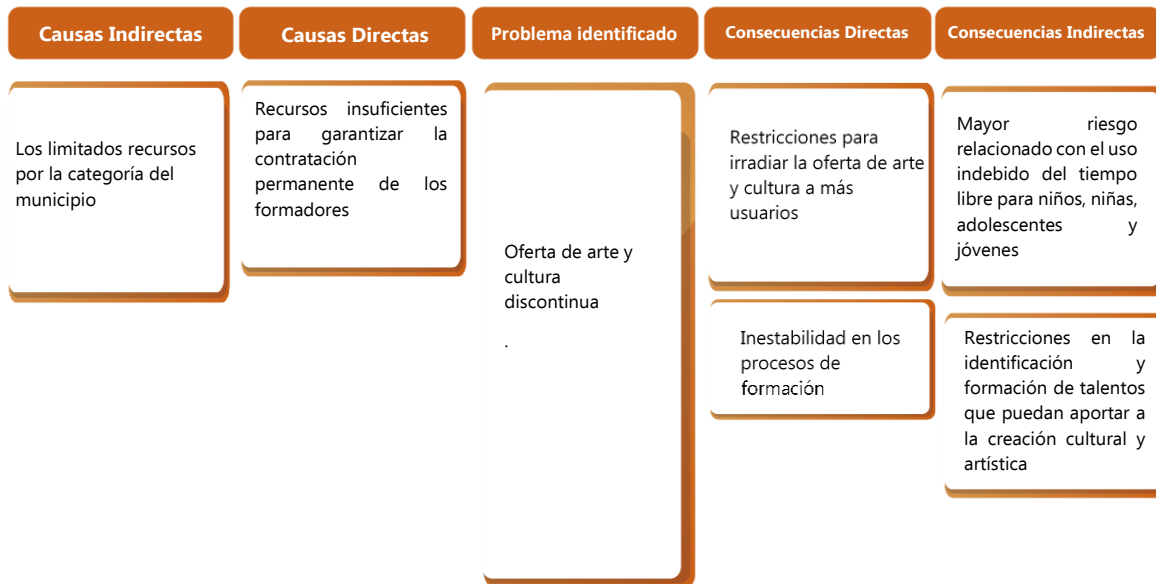 Causas Indirectas
Causas Directas
Problema identificado
Consecuencias Directas
Consecuencias Indirectas
Los limitados recursos
por la categoría del
municipio
Recursos insuficientes
para garantizar la
contratación
permanente de los
formadores
Oferta de arte y
cultura
discontinua
.
Restricciones para
irradiar la oferta de arte
y cultura a más
usuarios
Inestabilidad en los
procesos de
formación
Mayor riesgo
relacionado con el uso
indebido del tiempo
libre para niños, niñas,
adolescentes y
jóvenes
Restricciones en la
identificación y
formación de talentos
que puedan aportar a
la creación cultural y
artística